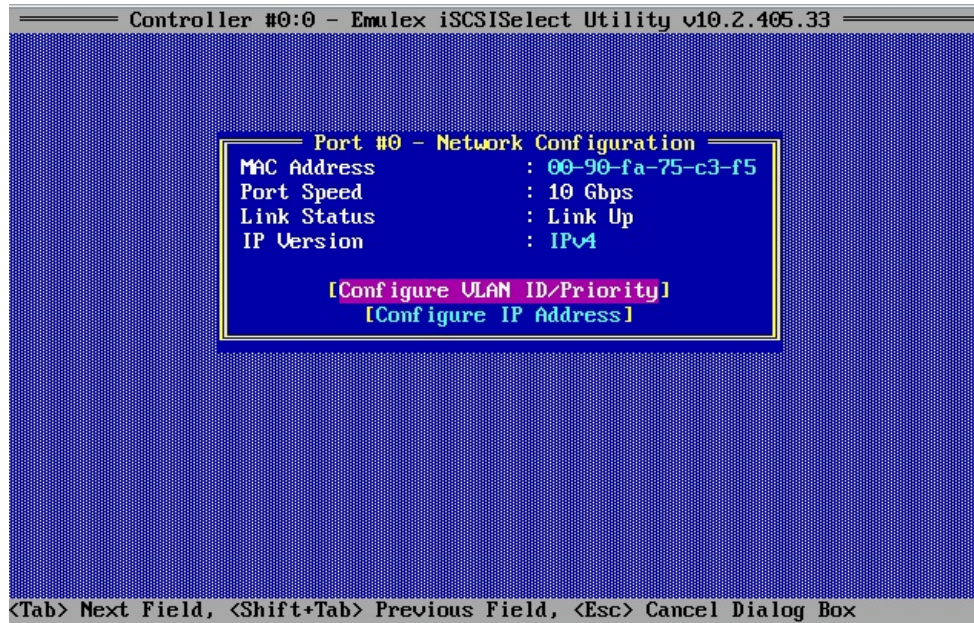 Controller #0:0 - Emulex iSCSISelect Utility v10.2.405.33
Port #0 - Network Configuration
MAC Address : 00-90-fa-75-c3-f5
Port Speed : 10 Gbps
Link Status : Link Up
IP Version : IPv4
[Configure VLAN ID/Priority]
[Configure IP Address]
<Tab> Next Field, <Shift+Tab> Previous Field, <Esc> Cancel Dialog Box